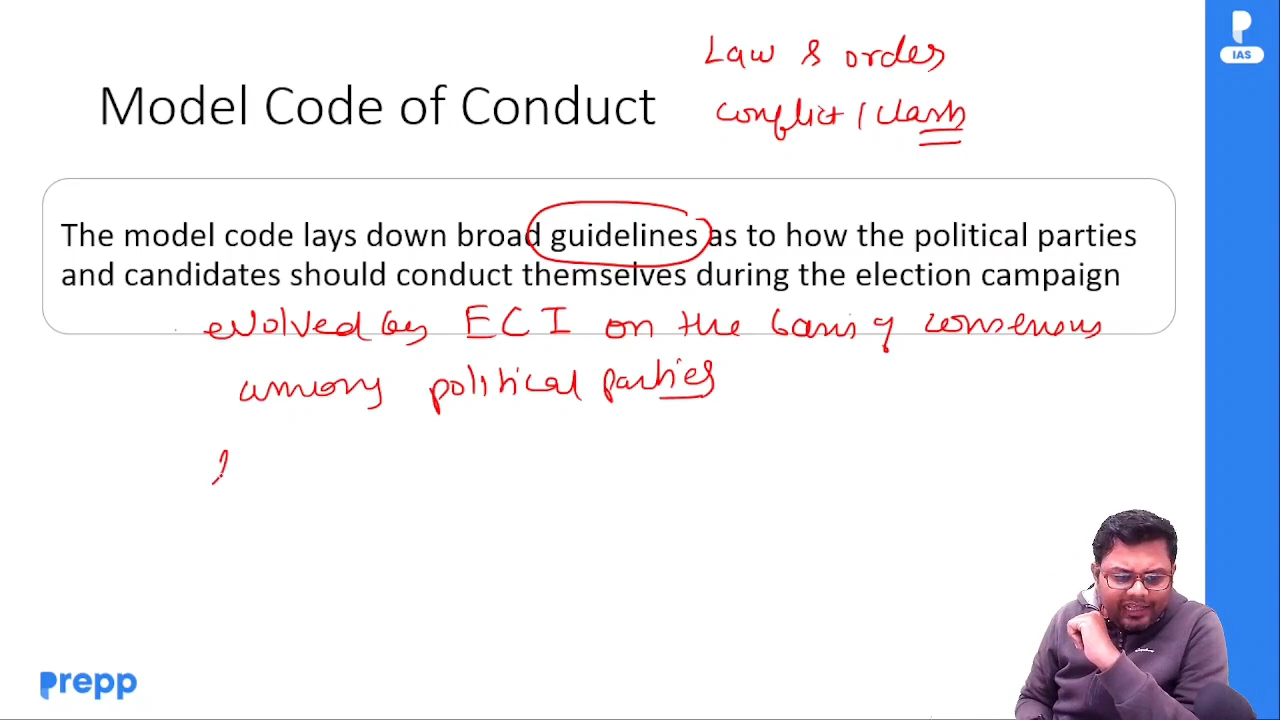 Law & order
Model Code of Conduct
conflict / clash
IAS
The model code lays down broad guidelines as to how the political parties
and candidates should conduct themselves during the election campaign
evolved by ECI on the basis of consensus
among political parties
prepp